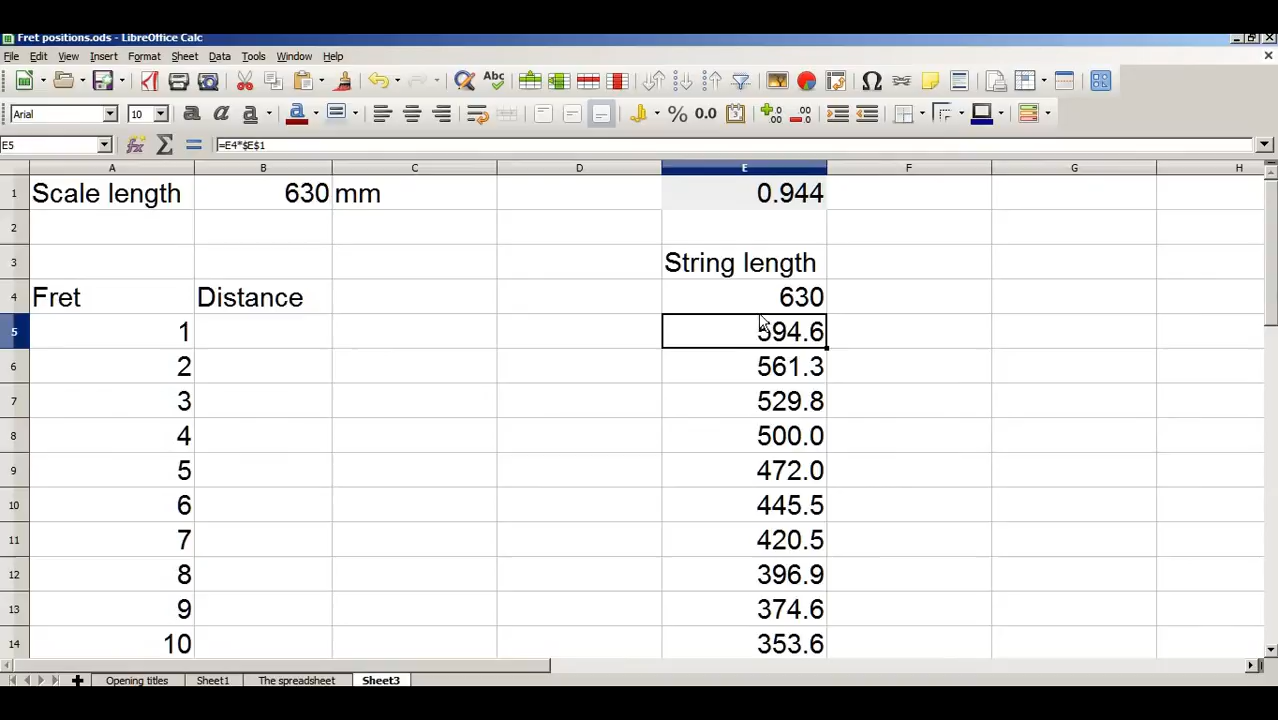 Fret positions.ods - LibreOffice Calc
File Edit View Insert Format Sheet Data Tools Window Help
Abc
Arial 10 a a a a % 0.0
E5 =E4*$E$1
A B C D E F G H
1 Scale length 630 mm 0.944
2
3 String length
4 Fret Distance 630
5 1 594.6
6 2 561.3
7 3 529.8
8 4 500.0
9 5 472.0
10 6 445.5
11 7 420.5
12 8 396.9
13 9 374.6
14 10 353.6
Opening titles Sheet1 The spreadsheet Sheet3